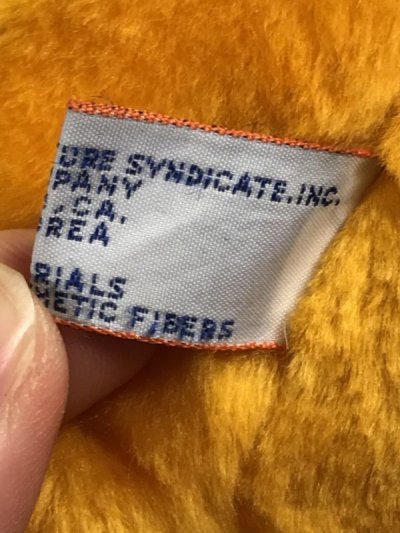 URE SYNDICATE.INC.
PANY
.CA.
REA
RIALS
HETIC FIBERS